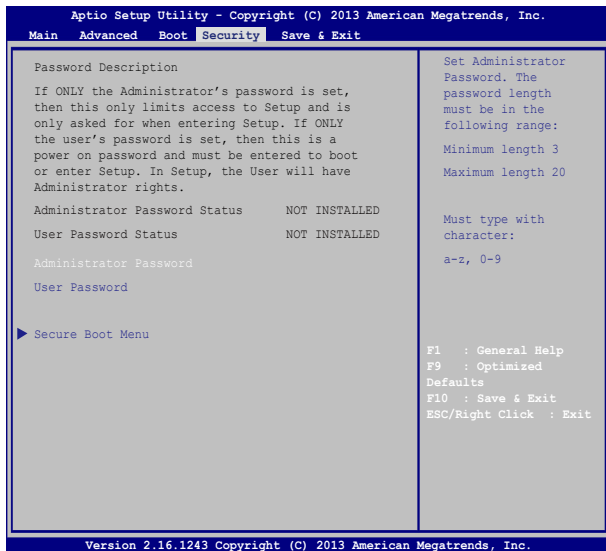 Aptio Setup Utility - Copyright (C) 2013 American Megatrends, Inc.
Main Advanced Boot Security Save & Exit
Password Description
If ONLY the Administrator's password is set,
then this only limits access to Setup and is
only asked for when entering Setup. If ONLY
the user's password is set, then this is a
power on password and must be entered to boot
or enter Setup. In Setup, the User will have
Administrator rights.
Administrator Password Status NOT INSTALLED
User Password Status NOT INSTALLED
Administrator Password
User Password
Secure Boot Menu
Set Administrator
Password. The
password length
must be in the
following range:
Minimum length 3
Maximum length 20
Must type with
character:
a-z, 0-9
F1 : General Help
F9 : Optimized
Defaults
F10 : Save & Exit
ESC/Right Click : Exit
Version 2.16.1243 Copyright (C) 2013 American Megatrends, Inc.